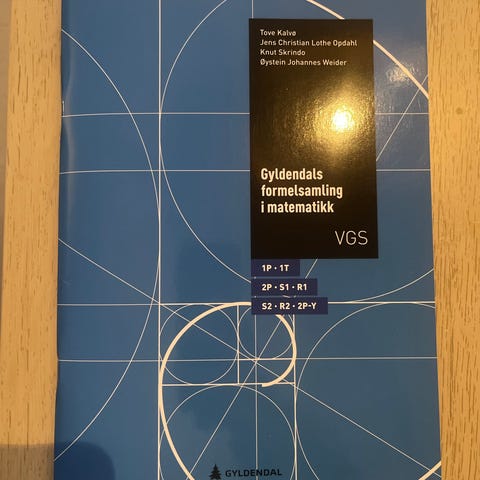 Tove Kalvø
Jens Christian Lothe Opdahl
Knut Skrindo
Øystein Johannes Weider
Gyldendals
formelsamling
i matematikk
VGS
1P · 1T
2P · S1 · R1
S2 · R2 · 2P-Y
GYLDENDAL